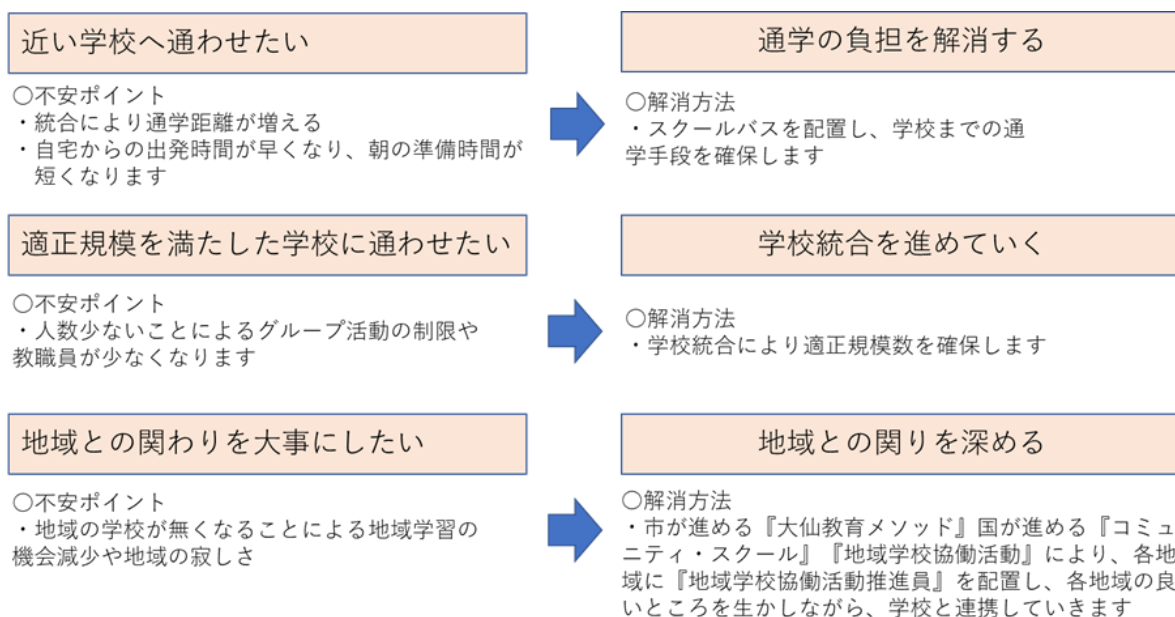 近い学校へ通わせたい
○不安ポイント
・統合により通学距離が増える
・自宅からの出発時間が早くなり、朝の準備時間が
短くなります
通学の負担を解消する
○解消方法
・スクールバスを配置し、学校までの通
学手段を確保します
適正規模を満たした学校に通わせたい
○不安ポイント
・人数少ないことによるグループ活動の制限や
教職員が少なくなります
学校統合を進めていく
○解消方法
・学校統合により適正規模数を確保します
地域との関わりを大事にしたい
○不安ポイント
・地域の学校が無くなることによる地域学習の
機会減少や地域の寂しさ
地域との関りを深める
○解消方法
・市が進める『大仙教育メソッド』国が進める『コミュ
ニティ・スクール』『地域学校協働活動』により、各地
域に『地域学校協働活動推進員』を配置し、各地域の良
いところを生かしながら、学校と連携していきます